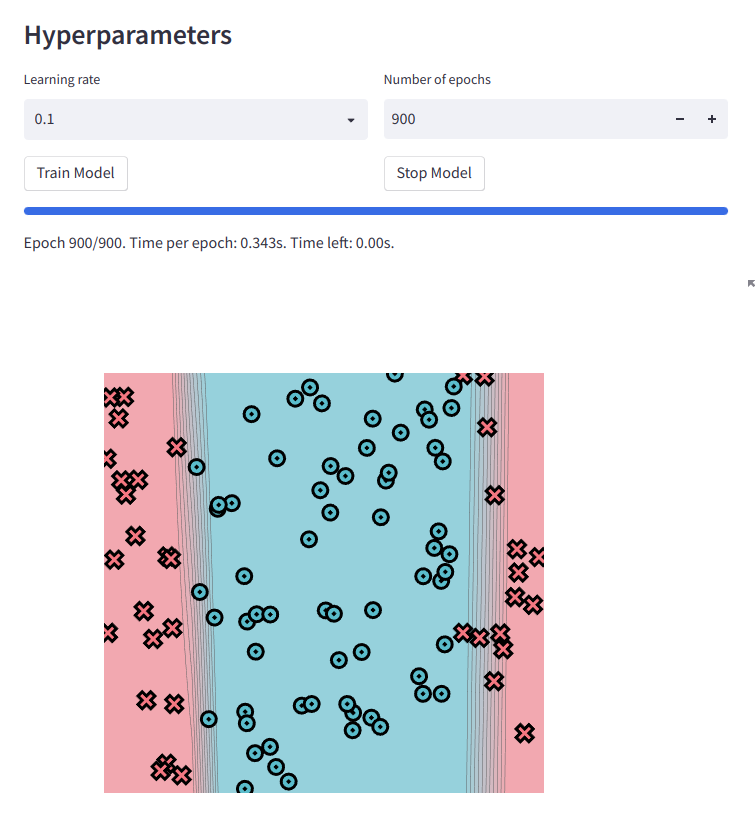 Hyperparameters
Learning rate
Number of epochs
0.1
900
Train Model
Stop Model
Epoch 900/900. Time per epoch: 0.343s. Time left: 0.00s.